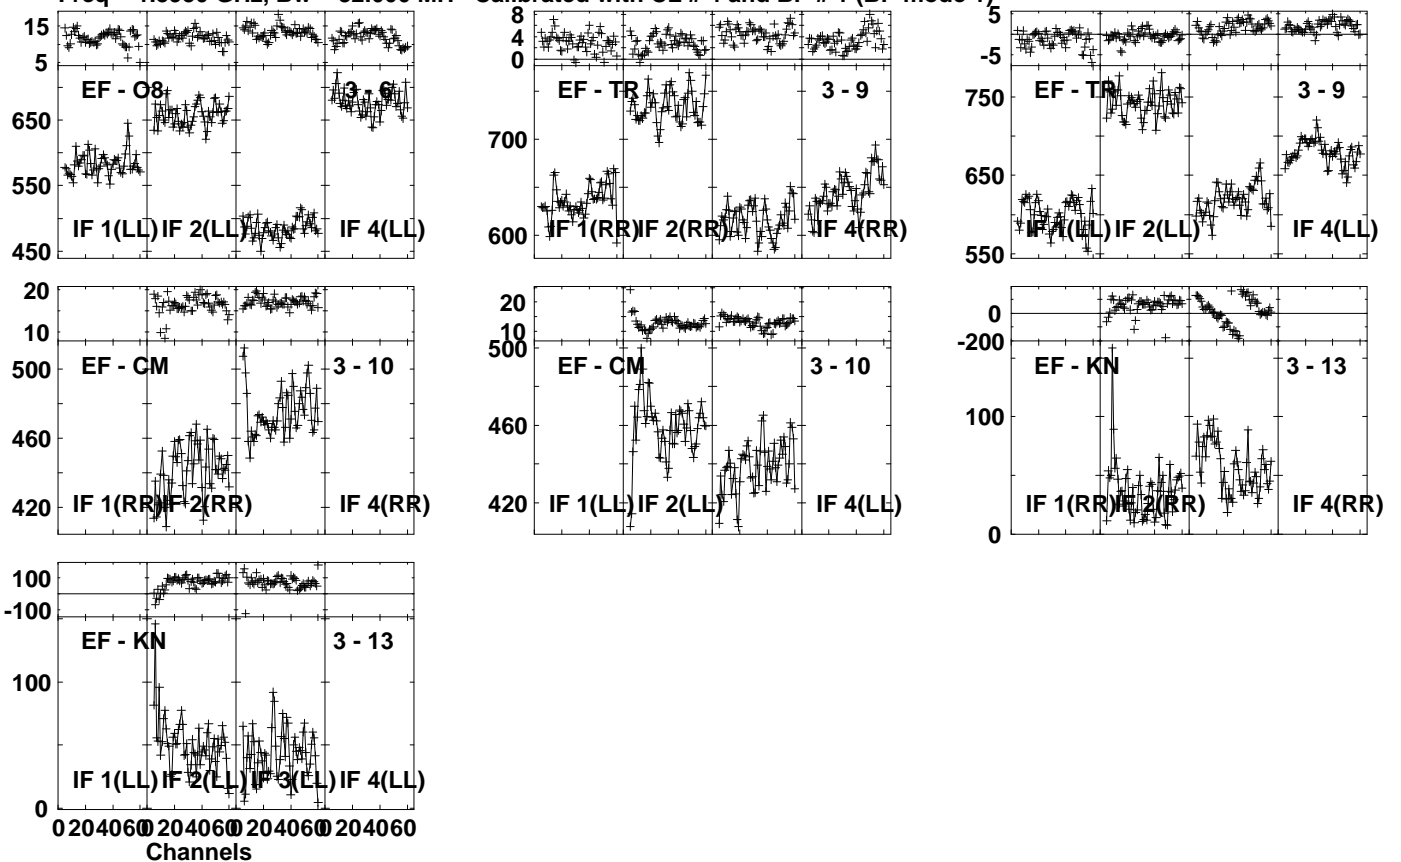 15
5
EF - O8
3 - 6
650
550
450
IF 1(LL) IF 2(LL) IF 4(LL)
8
4
0
EF - TR
3 - 9
700
600
IF 1(RR) IF 2(RR) IF 4(RR)
5
-5
EF - TR
3 - 9
750
650
550
IF 1(LL) IF 2(LL) IF 4(LL)
20
10
EF - CM
3 - 10
500
460
420
IF 1(RR) IF 2(RR) IF 4(RR)
20
10
EF - CM
3 - 10
500
460
420
IF 1(LL) IF 2(LL) IF 4(LL)
0
-200
EF - KN
3 - 13
100
0
IF 1(RR) IF 2(RR) IF 4(RR)
100
-100
EF - KN
3 - 13
100
0
IF 1(LL) IF 2(LL) IF 3(LL) IF 4(LL)
0 20 40 60 0 20 40 60 0 20 40 60 0 20 40 60
Channels